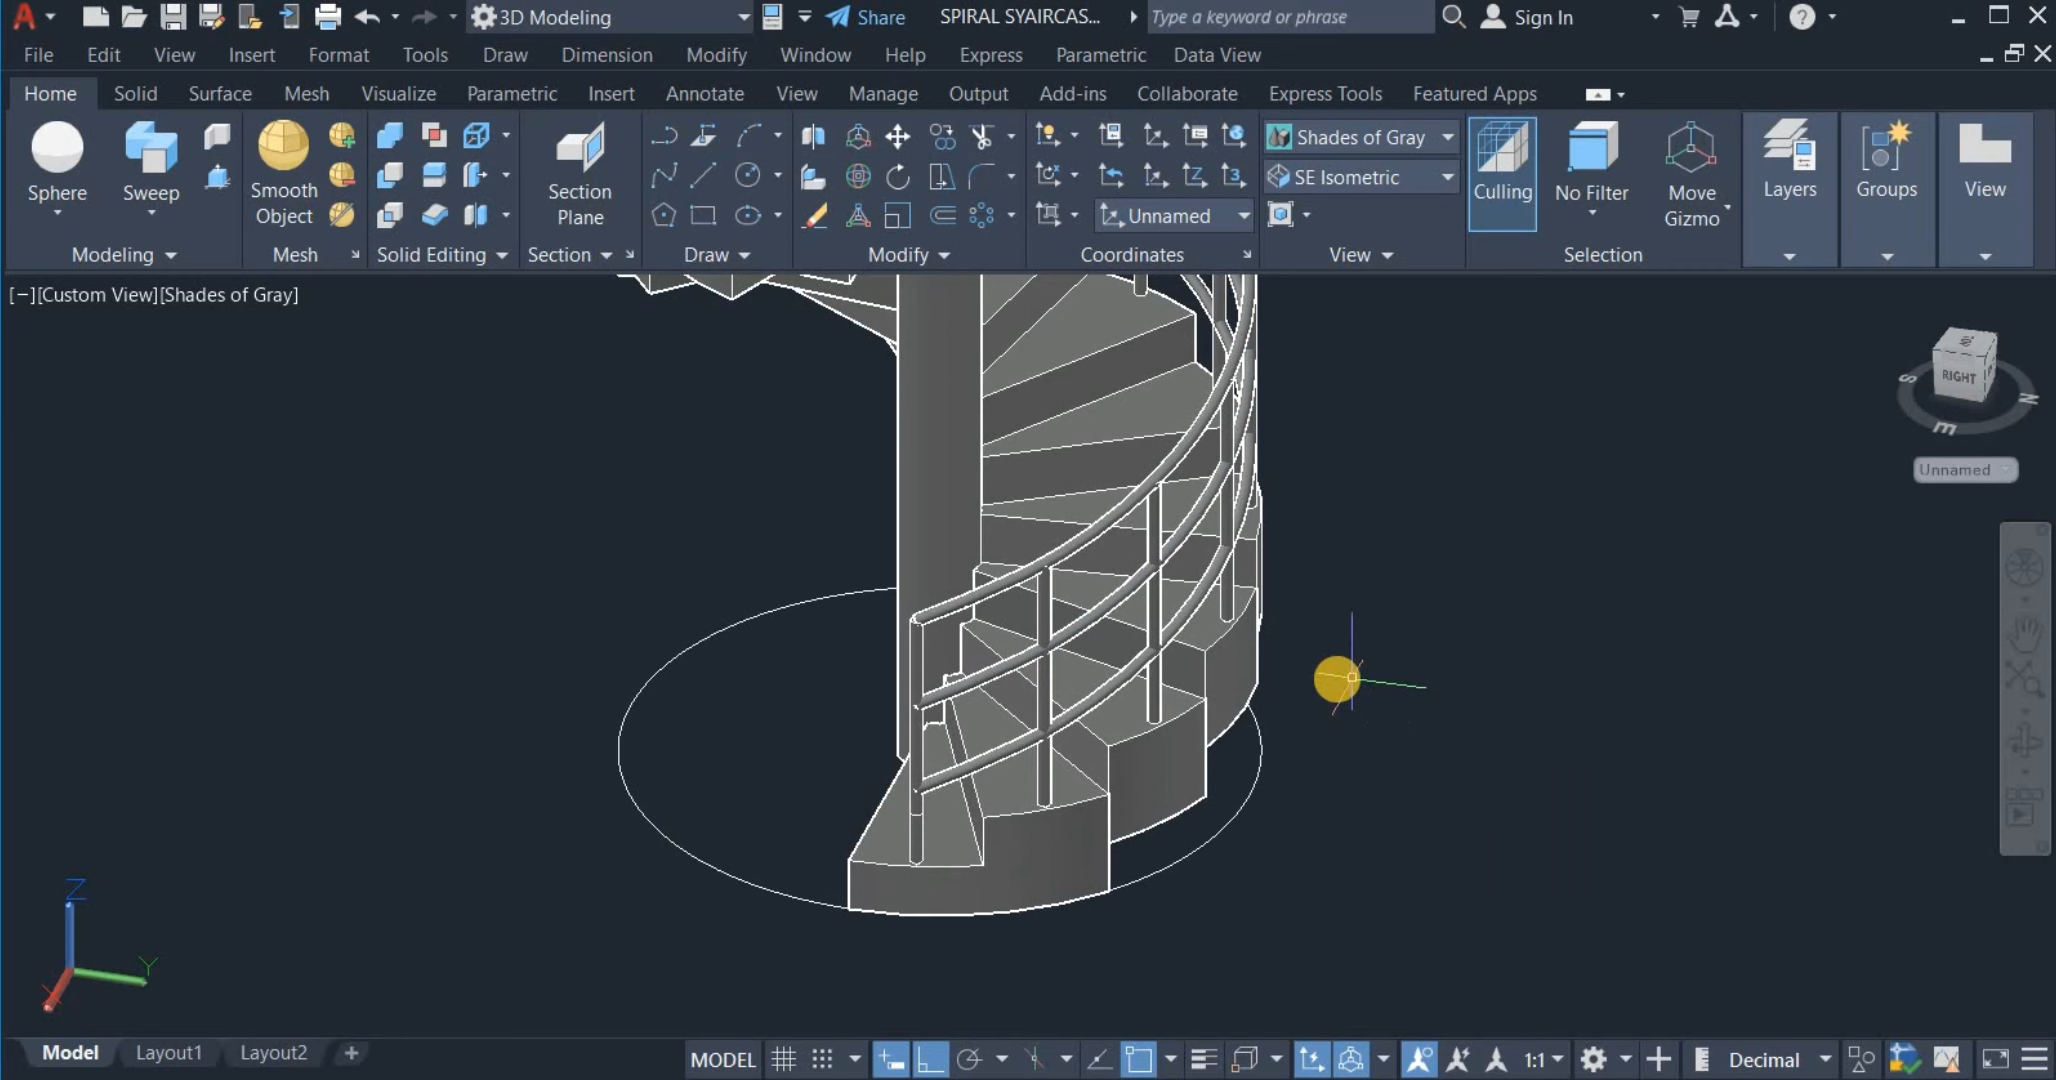 3D Modeling Share SPIRAL SYAIRCAS... Type a keyword or phrase Sign In
File Edit View Insert Format Tools Draw Dimension Modify Window Help Express Parametric Data View
Home Solid Surface Mesh Visualize Parametric Insert Annotate View Manage Output Add-ins Collaborate Express Tools Featured Apps
Sphere Sweep Smooth Object Section Plane
Shades of Gray
SE Isometric
Unnamed
Culling No Filter Move Gizmo Layers Groups View
Modeling Mesh Solid Editing Section Draw Modify Coordinates View Selection
[−][Custom View][Shades of Gray]
RIGHT
S
N
E
Unnamed
Z
Y
X
Model Layout1 Layout2
MODEL 1:1 Decimal